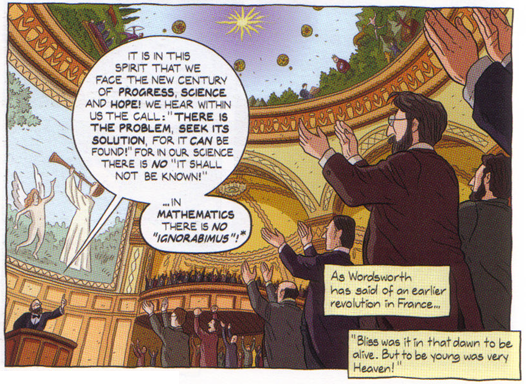 IT IS IN THIS
SPIRIT THAT WE
FACE THE NEW CENTURY
OF PROGRESS, SCIENCE
AND HOPE! WE HEAR WITHIN
US THE CALL: "THERE IS
THE PROBLEM, SEEK ITS
SOLUTION, FOR IT CAN BE
FOUND!" FOR IN OUR SCIENCE
THERE IS NO "IT SHALL
NOT BE KNOWN!"
...IN
MATHEMATICS
THERE IS NO
"IGNORABIMUS"!*
As Wordsworth
has said of an earlier
revolution in France...
"Bliss was it in that dawn to be
alive. But to be young was very
Heaven!"